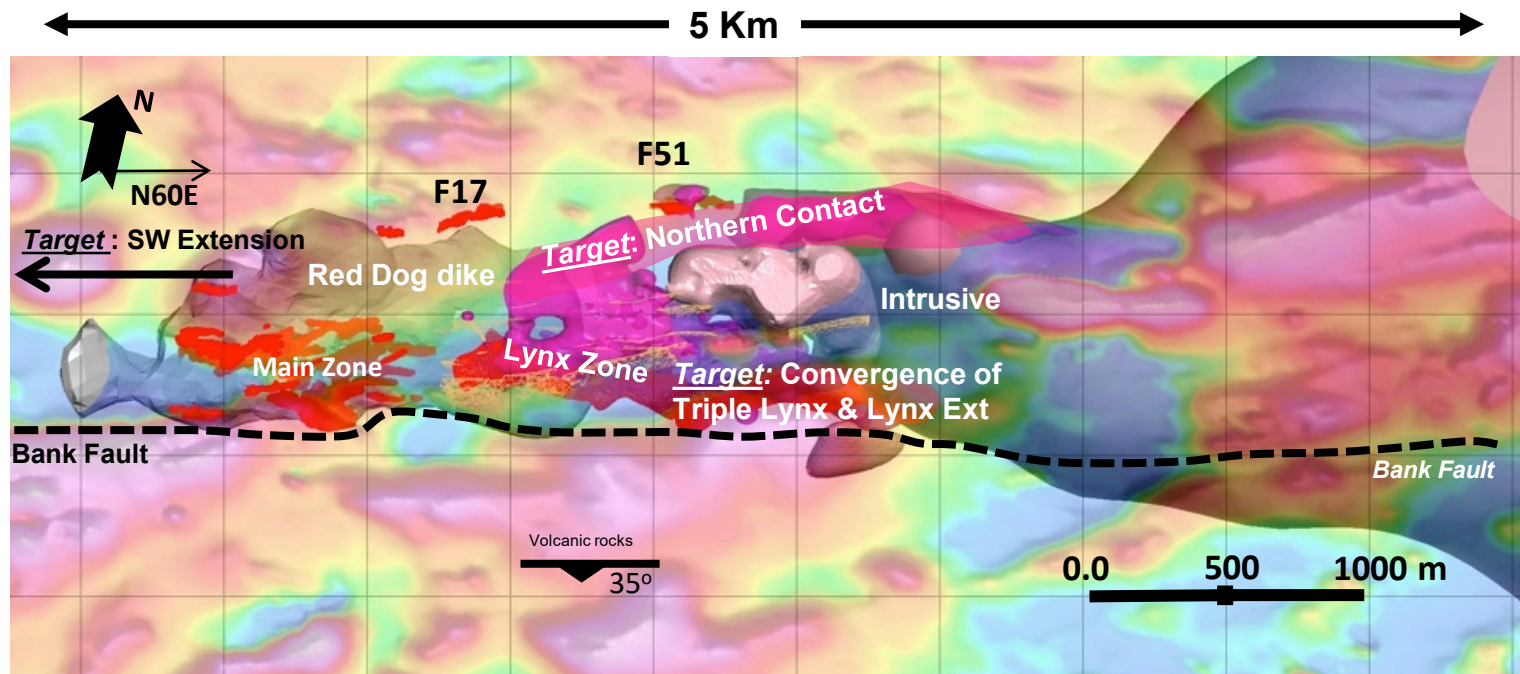 5 Km
N
N60E
F51
F17
Target : SW Extension
Target: Northern Contact
Red Dog dike
Intrusive
Lynx Zone
Main Zone
Target: Convergence of
Triple Lynx & Lynx Ext
Bank Fault
Bank Fault
Volcanic rocks
35º
0.0 500 1000 m